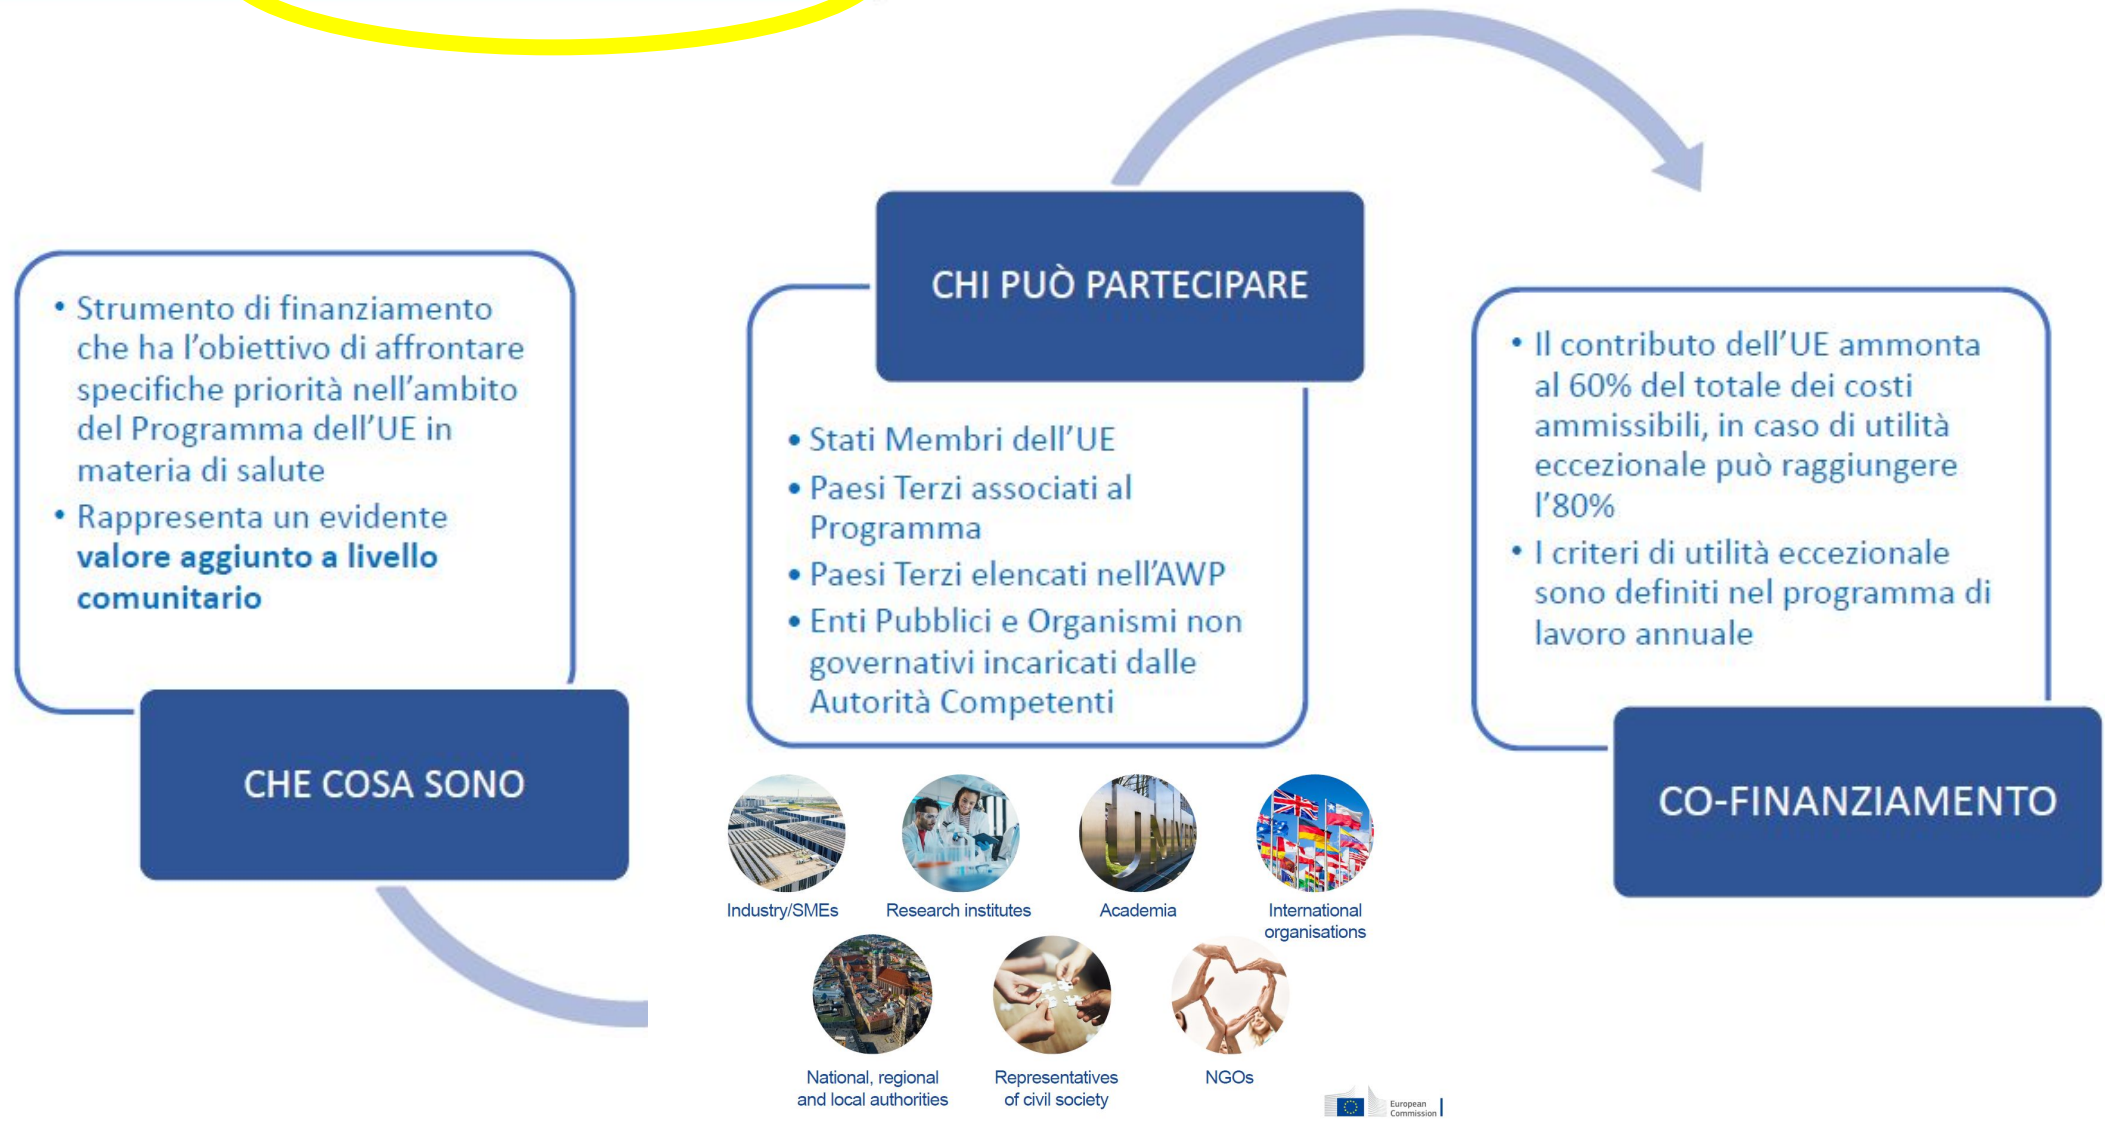 • Strumento di finanziamento
che ha l'obiettivo di affrontare
specifiche priorità nell'ambito
del Programma dell'UE in
materia di salute
• Rappresenta un evidente
valore aggiunto a livello
comunitario
CHE COSA SONO
CHI PUÒ PARTECIPARE
• Stati Membri dell'UE
• Paesi Terzi associati al
Programma
• Paesi Terzi elencati nell'AWP
• Enti Pubblici e Organismi non
governativi incaricati dalle
Autorità Competenti
Industry/SMEs
Research institutes
Academia
International
organisations
National, regional
and local authorities
Representatives
of civil society
NGOs
European
Commission
• Il contributo dell'UE ammonta
al 60% del totale dei costi
ammissibili, in caso di utilità
eccezionale può raggiungere
l'80%
• I criteri di utilità eccezionale
sono definiti nel programma di
lavoro annuale
CO-FINANZIAMENTO